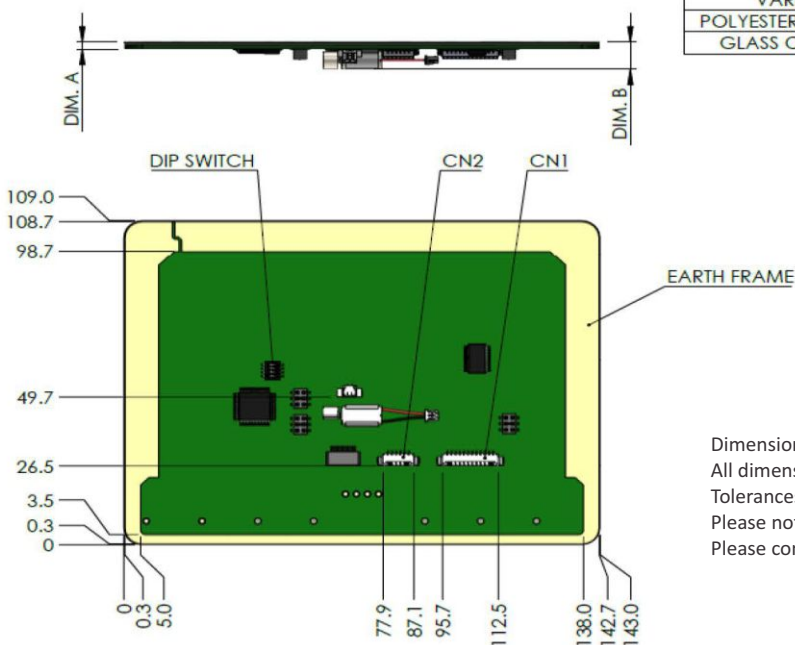 VAR
POLYESTER
GLASS
DIM. A
DIM. B
DIP SWITCH
CN2
CN1
109.0
108.7
98.7
EARTH FRAME
49.7
26.5
3.5
0.3
0
0
0.3
5.0
77.9
87.1
95.7
112.5
138.0
142.7
143.0
Dimension
All dimens
Tolerance
Please not
Please con